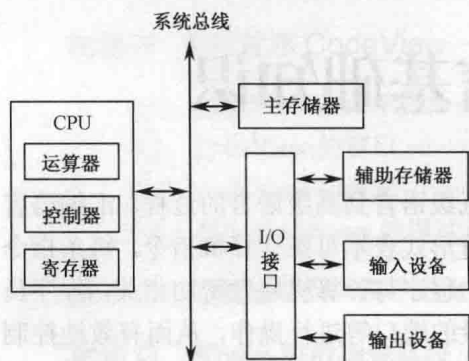 系统总线
CPU
运算器
控制器
寄存器
主存储器
I/O
接口
辅助存储器
输入设备
输出设备